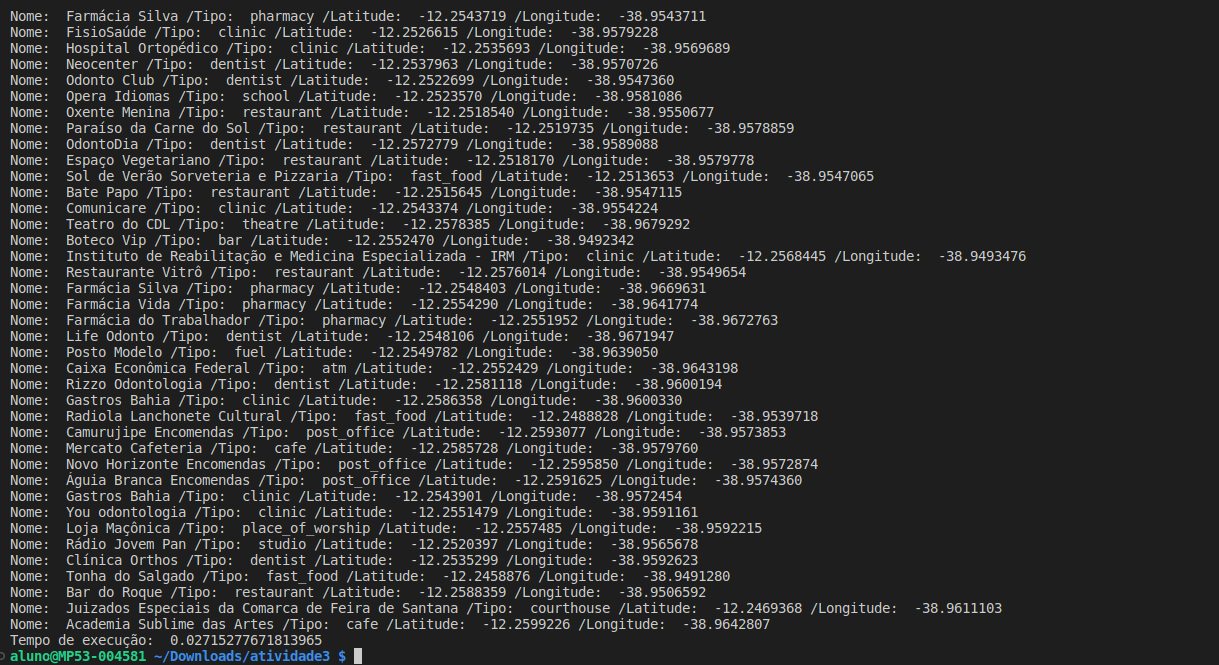 Nome:  Farmácia Silva /Tipo:  pharmacy /Latitude:  -12.2543719 /Longitude:  -38.9543711
Nome:  FisioSaúde /Tipo:  clinic /Latitude:  -12.2526615 /Longitude:  -38.9579228
Nome:  Hospital Ortopédico /Tipo:  clinic /Latitude:  -12.2535693 /Longitude:  -38.9569689
Nome:  Neocenter /Tipo:  dentist /Latitude:  -12.2537963 /Longitude:  -38.9570726
Nome:  Odonto Club /Tipo:  dentist /Latitude:  -12.2522699 /Longitude:  -38.9547360
Nome:  Opera Idiomas /Tipo:  school /Latitude:  -12.2523570 /Longitude:  -38.9581086
Nome:  Oxente Menina /Tipo:  restaurant /Latitude:  -12.2518540 /Longitude:  -38.9550677
Nome:  Paraíso da Carne do Sol /Tipo:  restaurant /Latitude:  -12.2519735 /Longitude:  -38.9578859
Nome:  OdontoDia /Tipo:  dentist /Latitude:  -12.2572779 /Longitude:  -38.9589088
Nome:  Espaço Vegetariano /Tipo:  restaurant /Latitude:  -12.2518170 /Longitude:  -38.9579778
Nome:  Sol de Verão Sorveteria e Pizzaria /Tipo:  fast_food /Latitude:  -12.2513653 /Longitude:  -38.9547065
Nome:  Bate Papo /Tipo:  restaurant /Latitude:  -12.2515645 /Longitude:  -38.9547115
Nome:  Comunicare /Tipo:  clinic /Latitude:  -12.2543374 /Longitude:  -38.9554224
Nome:  Teatro do CDL /Tipo:  theatre /Latitude:  -12.2578385 /Longitude:  -38.9679292
Nome:  Boteco Vip /Tipo:  bar /Latitude:  -12.2552470 /Longitude:  -38.9492342
Nome:  Instituto de Reabilitação e Medicina Especializada - IRM /Tipo:  clinic /Latitude:  -12.2568445 /Longitude:  -38.9493476
Nome:  Restaurante Vitrô /Tipo:  restaurant /Latitude:  -12.2576014 /Longitude:  -38.9549654
Nome:  Farmácia Silva /Tipo:  pharmacy /Latitude:  -12.2548403 /Longitude:  -38.9669631
Nome:  Farmácia Vida /Tipo:  pharmacy /Latitude:  -12.2554290 /Longitude:  -38.9641774
Nome:  Farmácia do Trabalhador /Tipo:  pharmacy /Latitude:  -12.2551952 /Longitude:  -38.9672763
Nome:  Life Odonto /Tipo:  dentist /Latitude:  -12.2548106 /Longitude:  -38.9671947
Nome:  Posto Modelo /Tipo:  fuel /Latitude:  -12.2549782 /Longitude:  -38.9639050
Nome:  Caixa Econômica Federal /Tipo:  atm /Latitude:  -12.2552429 /Longitude:  -38.9643198
Nome:  Rizzo Odontologia /Tipo:  dentist /Latitude:  -12.2581118 /Longitude:  -38.9600194
Nome:  Gastros Bahia /Tipo:  clinic /Latitude:  -12.2586358 /Longitude:  -38.9600330
Nome:  Radiola Lanchonete Cultural /Tipo:  fast_food /Latitude:  -12.2488828 /Longitude:  -38.9539718
Nome:  Camurujipe Encomendas /Tipo:  post_office /Latitude:  -12.2593077 /Longitude:  -38.9573853
Nome:  Mercato Cafeteria /Tipo:  cafe /Latitude:  -12.2585728 /Longitude:  -38.9579760
Nome:  Novo Horizonte Encomendas /Tipo:  post_office /Latitude:  -12.2595850 /Longitude:  -38.9572874
Nome:  Águia Branca Encomendas /Tipo:  post_office /Latitude:  -12.2591625 /Longitude:  -38.9574360
Nome:  Gastros Bahia /Tipo:  clinic /Latitude:  -12.2543901 /Longitude:  -38.9572454
Nome:  You odontologia /Tipo:  clinic /Latitude:  -12.2551479 /Longitude:  -38.9591161
Nome:  Loja Maçônica /Tipo:  place_of_worship /Latitude:  -12.2557485 /Longitude:  -38.9592215
Nome:  Rádio Jovem Pan /Tipo:  studio /Latitude:  -12.2520397 /Longitude:  -38.9565678
Nome:  Clínica Orthos /Tipo:  dentist /Latitude:  -12.2535299 /Longitude:  -38.9592623
Nome:  Tonha do Salgado /Tipo:  fast_food /Latitude:  -12.2458876 /Longitude:  -38.9491280
Nome:  Bar do Roque /Tipo:  restaurant /Latitude:  -12.2588359 /Longitude:  -38.9506592
Nome:  Juizados Especiais da Comarca de Feira de Santana /Tipo:  courthouse /Latitude:  -12.2469368 /Longitude:  -38.9611103
Nome:  Academia Sublime das Artes /Tipo:  cafe /Latitude:  -12.2599226 /Longitude:  -38.9642807
Tempo de execução:  0.02715277671813965
aluno@MP53-004581 ~/Downloads/atividade3 $